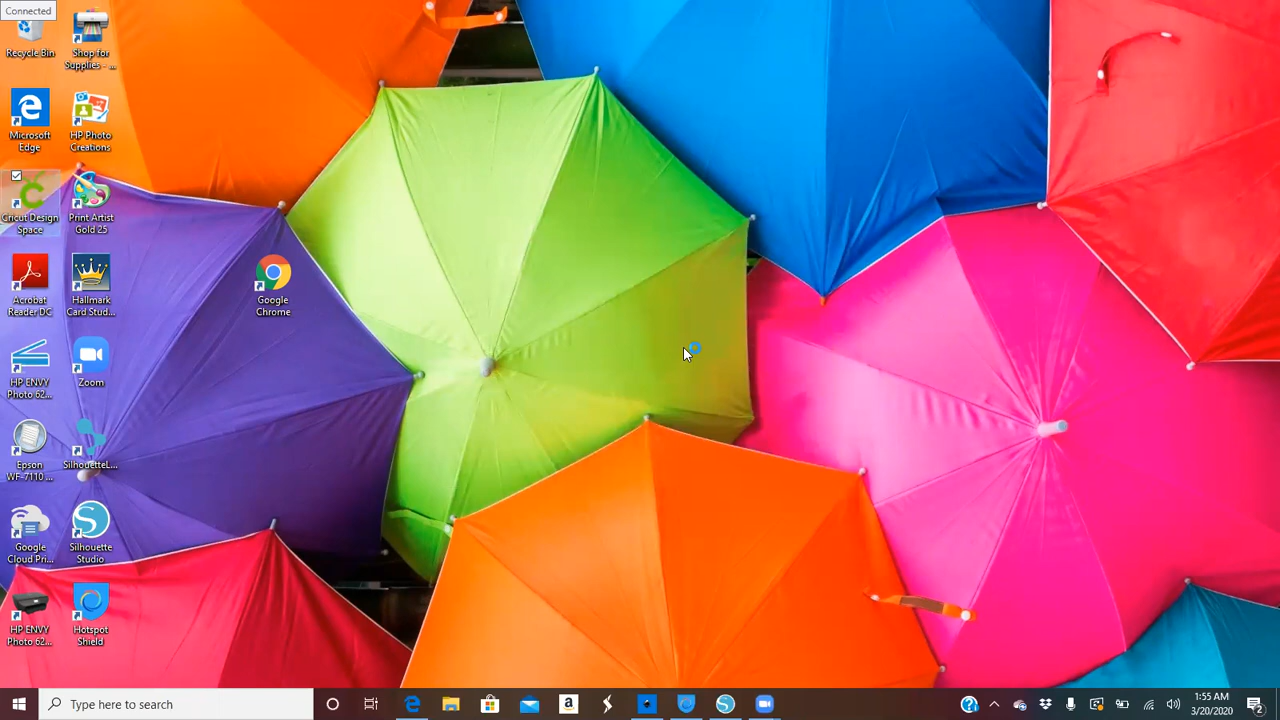 Connected
Recycle Bin
Shop for
Supplies - ...
Microsoft
Edge
HP Photo
Creations
Cricut Design
Space
Print Artist
Gold 25
Acrobat
Reader DC
Hallmark
Card Stud...
Google
Chrome
HP ENVY
Photo 62...
Zoom
Epson
WF-7110 ...
SilhouetteL...
Google
Cloud Pri...
Silhouette
Studio
HP ENVY
Photo 62...
Hotspot
Shield
Type here to search
1:55 AM
3/20/2020
2